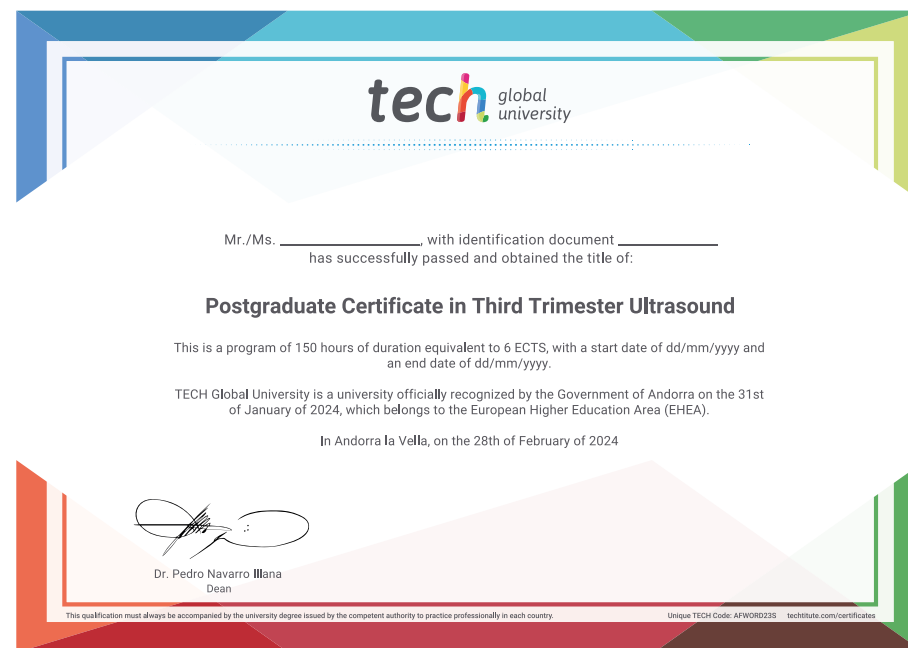 tech global university
Mr./Ms. ____________, with identification document ____________
has successfully passed and obtained the title of:
Postgraduate Certificate in Third Trimester Ultrasound
This is a program of 150 hours of duration equivalent to 6 ECTS, with a start date of dd/mm/yyyy and
an end date of dd/mm/yyyy.
TECH Global University is a university officially recognized by the Government of Andorra on the 31st
of January of 2024, which belongs to the European Higher Education Area (EHEA).
In Andorra la Vella, on the 28th of February of 2024
Dr. Pedro Navarro Illana
Dean
This qualification must always be accompanied by the university degree issued by the competent authority to practice professionally in each country.
Unique TECH Code: AFWORD23S techtitute.com/certificates